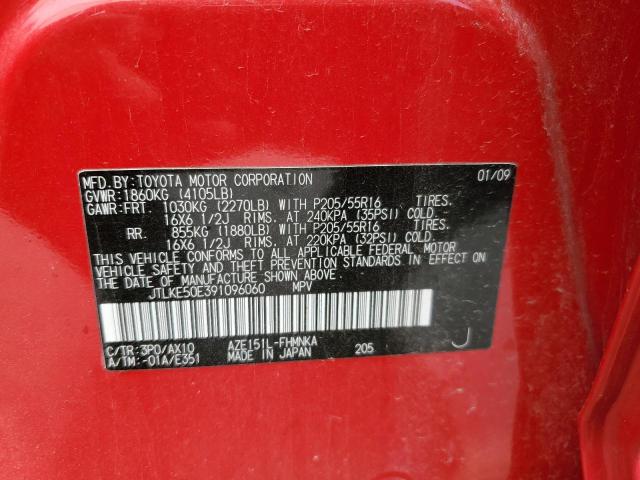 MFD.BY:TOYOTA MOTOR CORPORATION 01/09
GVWR:1860KG (4105LB)
GAWR:FRT. 1030KG (2270LB) WITH P205/55R16 TIRES.
16X6 1/2J RIMS. AT 240KPA (35PSI) COLD.
RR. 855KG (1880LB) WITH P205/55R16 TIRES.
16X6 1/2J RIMS. AT 220KPA (32PSI) COLD.
THIS VEHICLE CONFORMS TO ALL APPLICABLE FEDERAL MOTOR
VEHICLE SAFETY AND THEFT PREVENTION STANDARDS IN EFFECT ON
THE DATE OF MANUFACTURE SHOWN ABOVE.
JTLKE50E391096060 MPV
C/TR:3P0/AX10 AZE151L-FHMNKA
A/TM:-01A/E351 MADE IN JAPAN 205 J